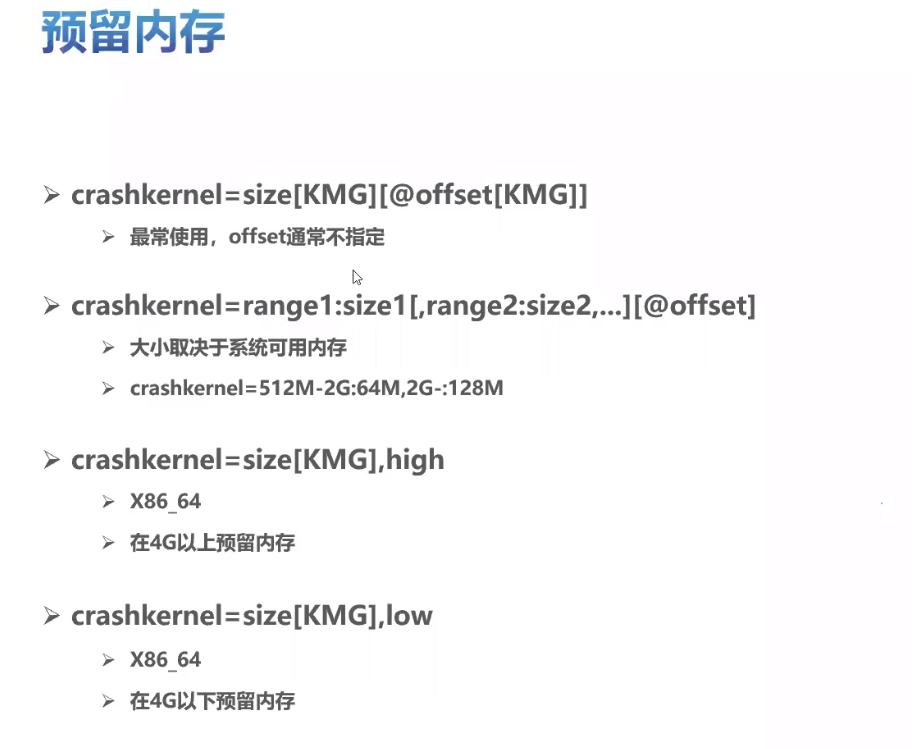 预留内存
crashkernel=size[KMG][@offset[KMG]]
最常使用，offset通常不指定
crashkernel=range1:size1[,range2:size2,...][@offset]
大小取决于系统可用内存
crashkernel=512M-2G:64M,2G-:128M
crashkernel=size[KMG],high
X86_64
在4G以上预留内存
crashkernel=size[KMG],low
X86_64
在4G以下预留内存